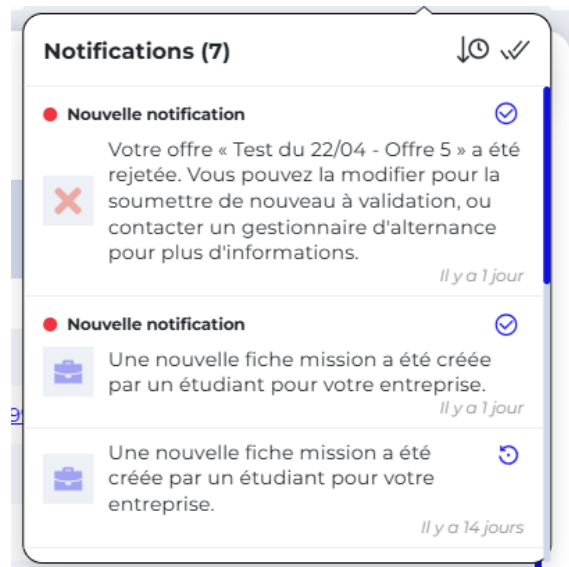 Notifications (7)
Nouvelle notification
Votre offre « Test du 22/04 - Offre 5 » a été
rejetée. Vous pouvez la modifier pour la
soumettre de nouveau à validation, ou
contacter un gestionnaire d'alternance
pour plus d'informations.
Il y a 1 jour
Nouvelle notification
Une nouvelle fiche mission a été créée
par un étudiant pour votre entreprise.
Il y a 1 jour
Une nouvelle fiche mission a été
créée par un étudiant pour votre
entreprise.
Il y a 14 jours